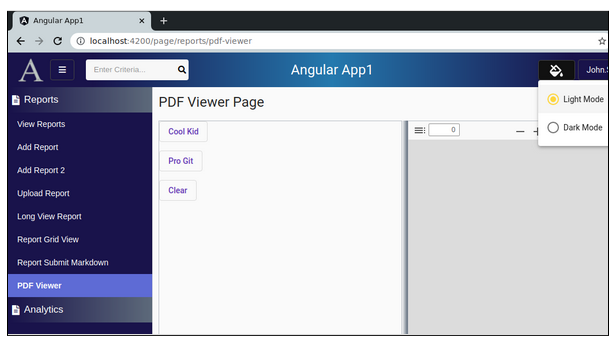 Angular App1
localhost:4200/page/reports/pdf-viewer
A
Enter Criteria...
Angular App1
John.
Light Mode
Dark Mode
Reports
View Reports
Add Report
Add Report 2
Upload Report
Long View Report
Report Grid View
Report Submit Markdown
PDF Viewer
Analytics
PDF Viewer Page
Cool Kid
Pro Git
Clear
0